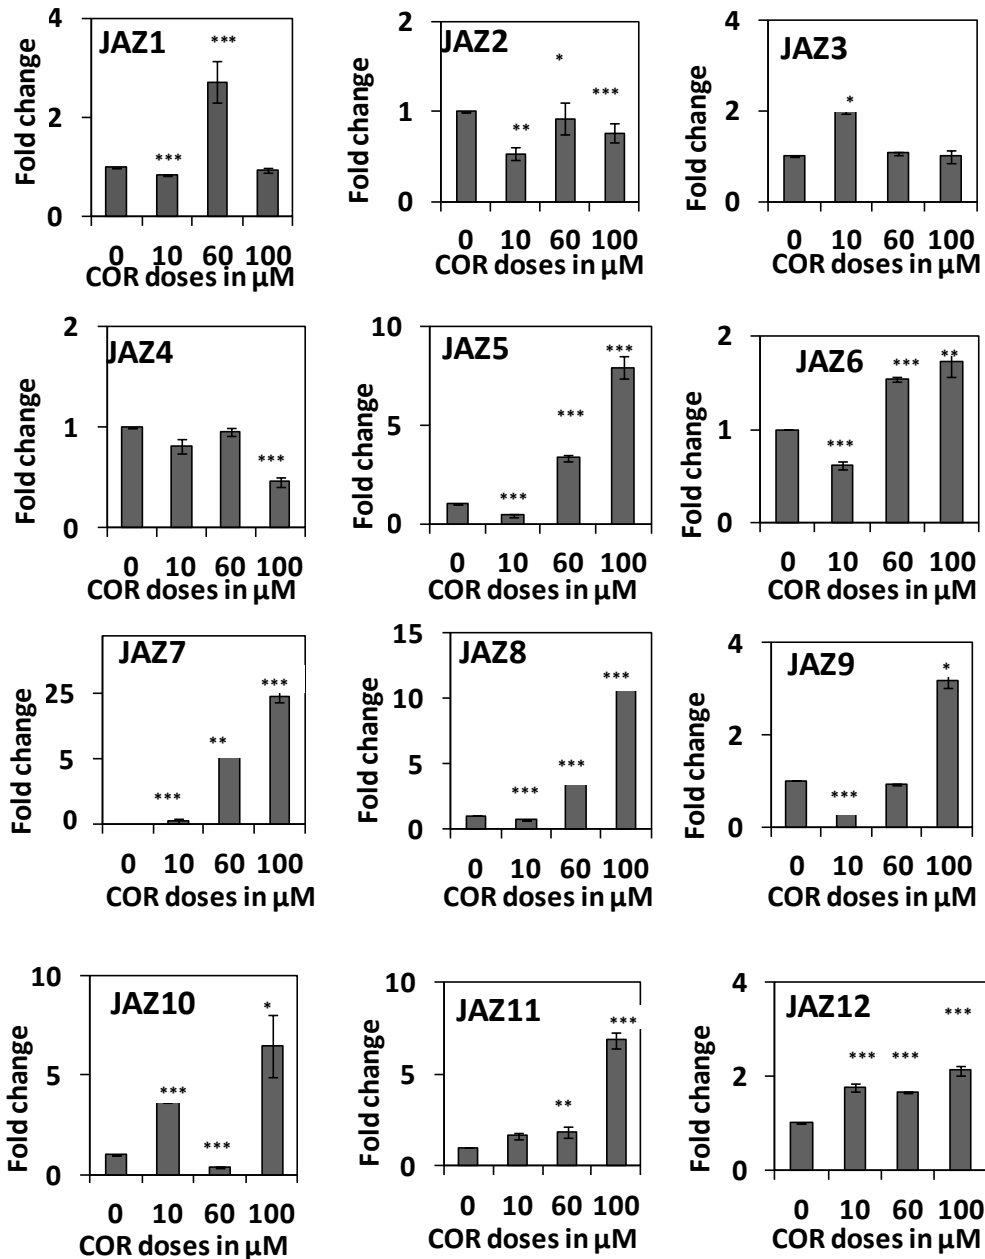 JAZ1
Fold change
4
2
0
***
***
0 10 60 100
COR doses in µM
JAZ2
Fold change
2
1
0
**
*
***
0 10 60 100
COR doses in µM
JAZ3
Fold change
4
2
0
*
0 10 60 100
COR doses in µM
JAZ4
Fold change
2
1
0
***
0 10 60 100
COR doses in µM
JAZ5
Fold change
10
5
0
***
***
***
0 10 60 100
COR doses in µM
JAZ6
Fold change
2
1
0
***
***
**
0 10 60 100
COR doses in µM
JAZ7
Fold change
25
5
0
***
**
***
0 10 60 100
COR doses in µM
JAZ8
Fold change
15
10
5
0
***
***
***
0 10 60 100
COR doses in µM
JAZ9
Fold change
4
2
0
***
*
0 10 60 100
COR doses in µM
JAZ10
Fold change
10
5
0
***
***
*
0 10 60 100
COR doses in µM
JAZ11
Fold change
10
5
0
**
***
0 10 60 100
COR doses in µM
JAZ12
Fold change
4
2
0
***
***
***
0 10 60 100
COR doses in µM